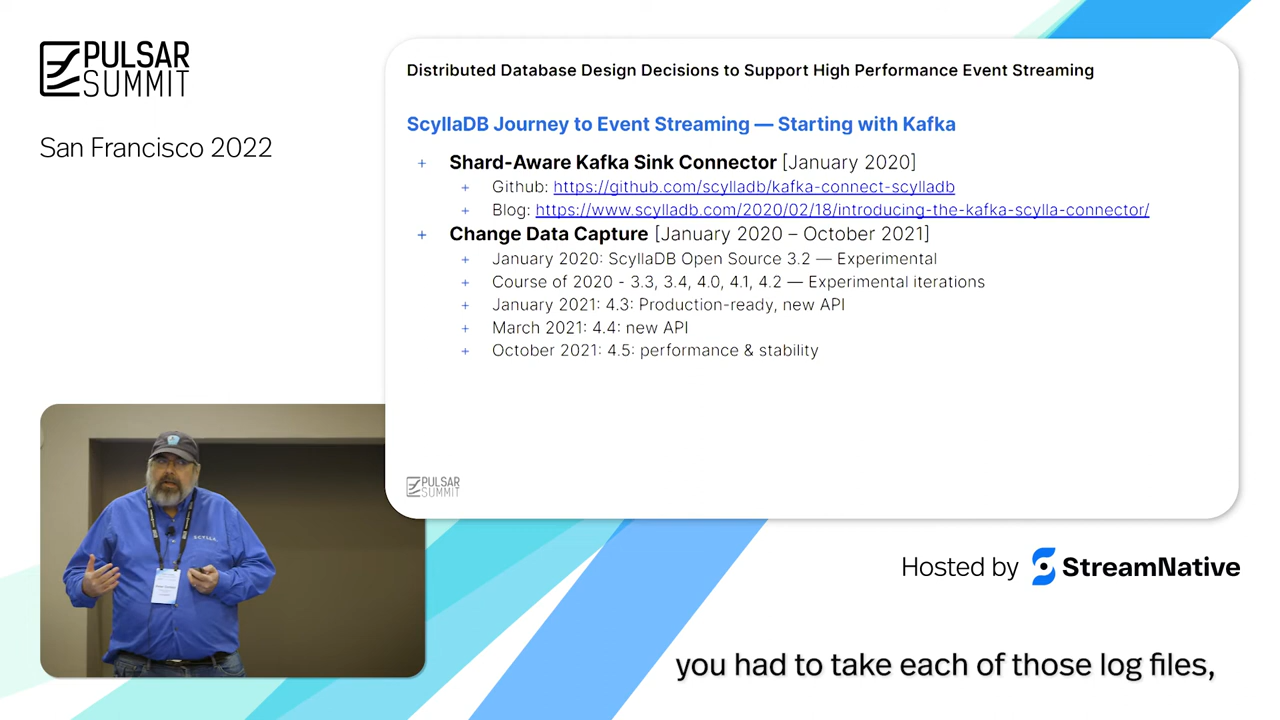 PULSAR
SUMMIT
San Francisco 2022
Distributed Database Design Decisions to Support High Performance Event Streaming
ScyllaDB Journey to Event Streaming — Starting with Kafka
+ Shard-Aware Kafka Sink Connector [January 2020]
+ Github: https://github.com/scylladb/kafka-connect-scylladb
+ Blog: https://www.scylladb.com/2020/02/18/introducing-the-kafka-scylla-connector/
+ Change Data Capture [January 2020 – October 2021]
+ January 2020: ScyllaDB Open Source 3.2 — Experimental
+ Course of 2020 - 3.3, 3.4, 4.0, 4.1, 4.2 — Experimental iterations
+ January 2021: 4.3: Production-ready, new API
+ March 2021: 4.4: new API
+ October 2021: 4.5: performance & stability
PULSAR
SUMMIT
SCYLLA
Hosted by StreamNative
you had to take each of those log files,